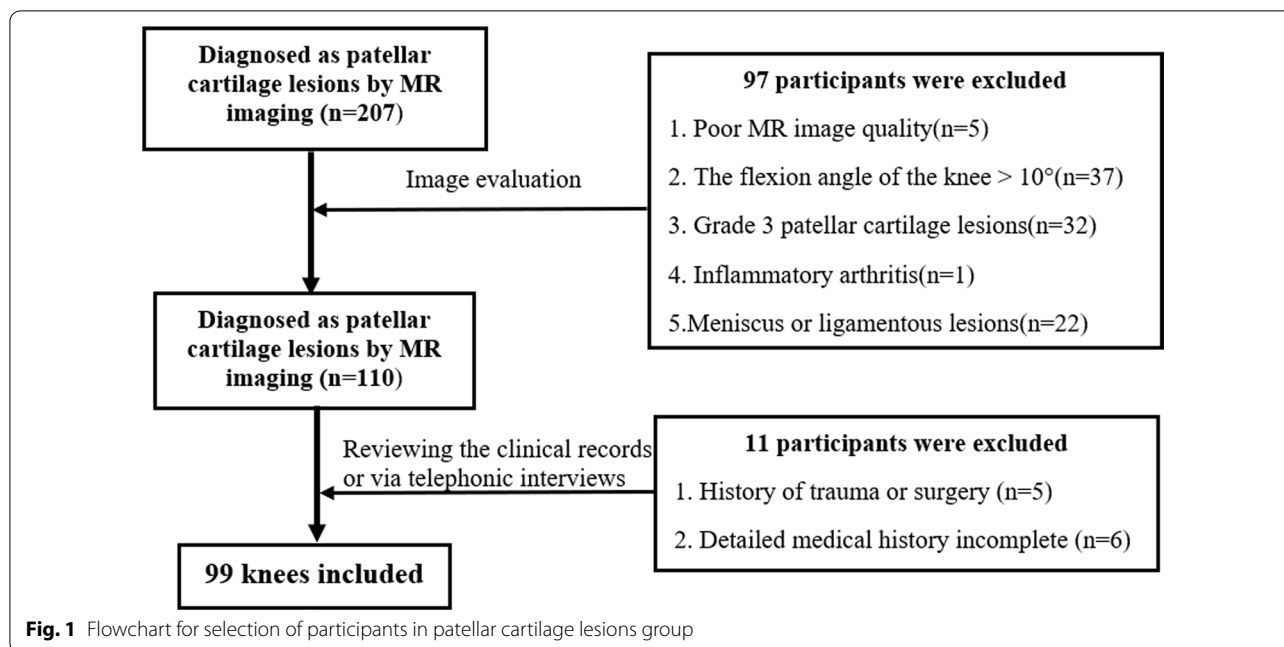 Diagnosed as patellar
cartilage lesions by MR
imaging (n=207)
97 participants were excluded
1. Poor MR image quality(n=5)
2. The flexion angle of the knee > 10°(n=37)
3. Grade 3 patellar cartilage lesions(n=32)
4. Inflammatory arthritis(n=1)
5.Meniscus or ligamentous lesions(n=22)
Image evaluation
Diagnosed as patellar
cartilage lesions by MR
imaging (n=110)
11 participants were excluded
1. History of trauma or surgery (n=5)
2. Detailed medical history incomplete (n=6)
Reviewing the clinical records
or via telephonic interviews
99 knees included
Fig. 1 Flowchart for selection of participants in patellar cartilage lesions group